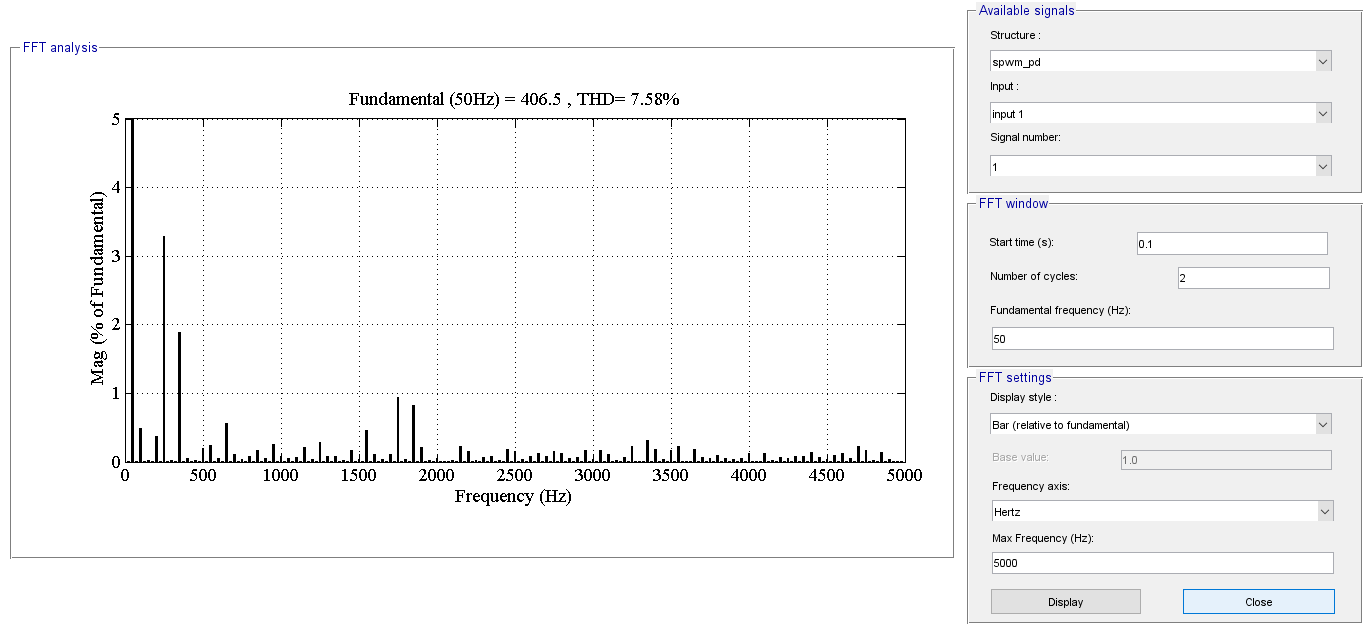 FFT analysis
Fundamental (50Hz) = 406.5 , THD= 7.58%
Mag (% of Fundamental)
5
4
3
2
1
0
0 500 1000 1500 2000 2500 3000 3500 4000 4500 5000
Frequency (Hz)
Available signals
Structure :
spwm_pd
Input :
input 1
Signal number:
1
FFT window
Start time (s): 0.1
Number of cycles: 2
Fundamental frequency (Hz):
50
FFT settings
Display style :
Bar (relative to fundamental)
Base value: 1.0
Frequency axis:
Hertz
Max Frequency (Hz):
5000
Display Close